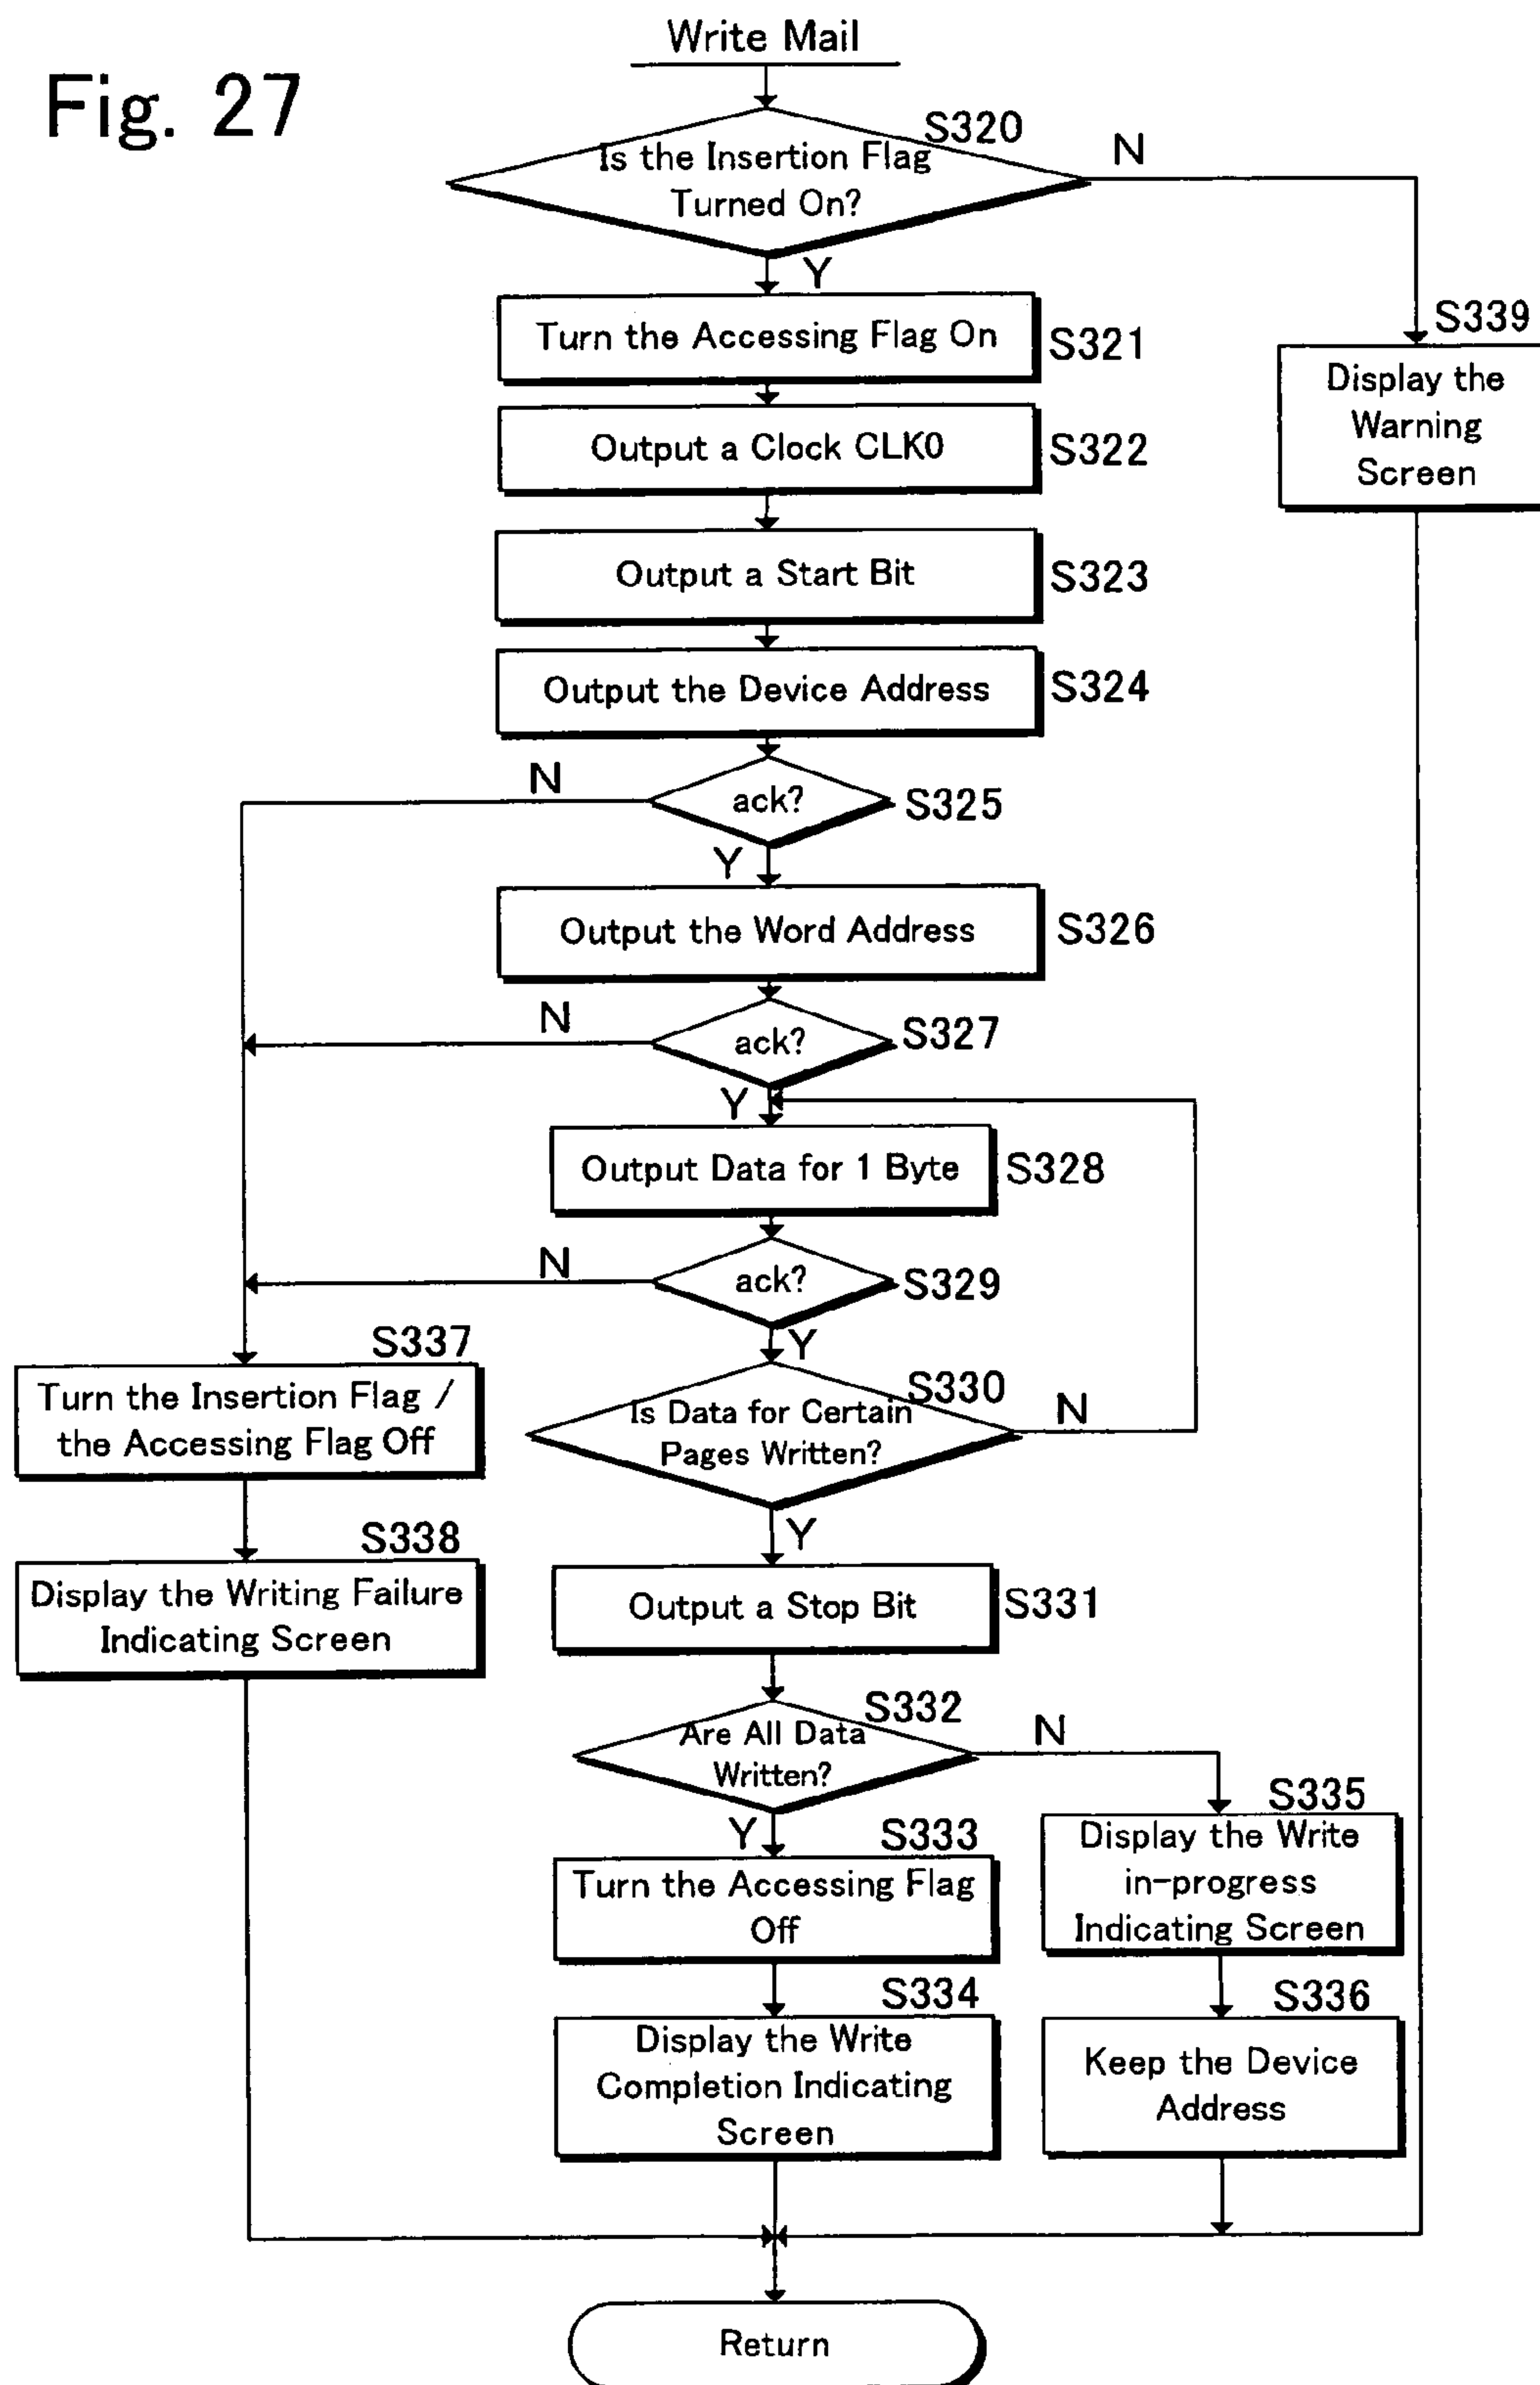 Fig. 27
Write Mail
S320
Is the Insertion Flag
Turned On?
N
Y
Turn the Accessing Flag On
S321
S339
Display the
Warning
Screen
Output a Clock CLK0
S322
Output a Start Bit
S323
Output the Device Address
S324
N
ack?
S325
Y
Output the Word Address
S326
N
ack?
S327
Y
Output Data for 1 Byte
S328
N
ack?
S329
Y
S337
Turn the Insertion Flag /
the Accessing Flag Off
S330
Is Data for Certain
Pages Written?
N
Y
S338
Display the Writing Failure
Indicating Screen
Output a Stop Bit
S331
S332
Are All Data
Written?
N
Y
S333
Turn the Accessing Flag
Off
S335
Display the Write
in-progress
Indicating Screen
S334
Display the Write
Completion Indicating
Screen
S336
Keep the Device
Address
Return